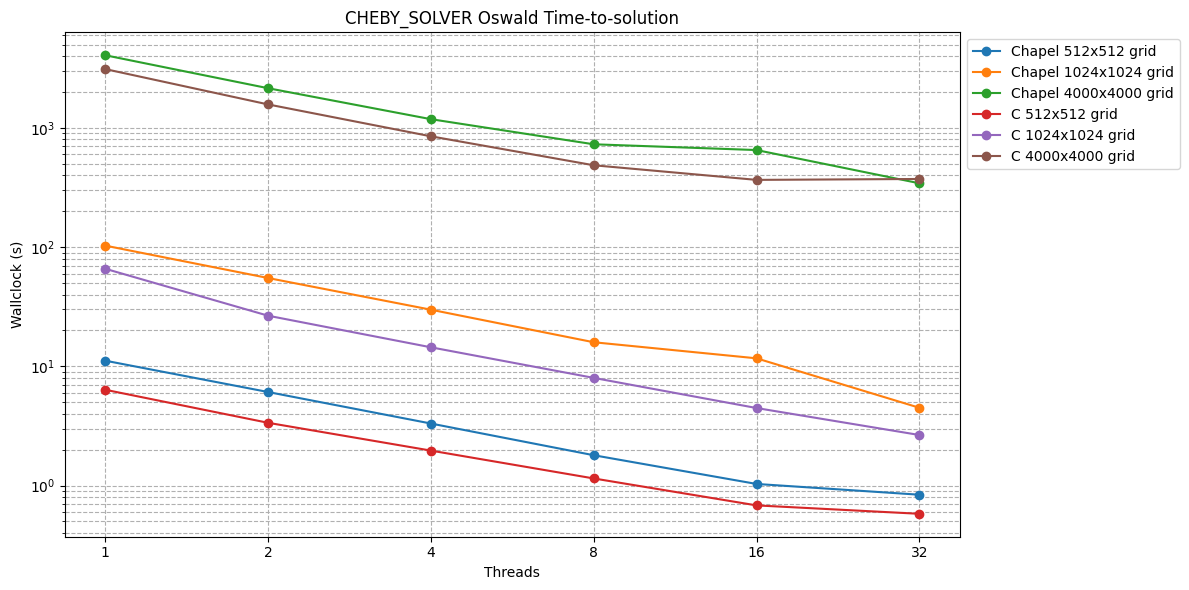 CHEBY_SOLVER Oswald Time-to-solution
Wallclock (s)
10³
10²
10¹
10⁰
1 2 4 8 16 32
Threads
Chapel 512x512 grid
Chapel 1024x1024 grid
Chapel 4000x4000 grid
C 512x512 grid
C 1024x1024 grid
C 4000x4000 grid